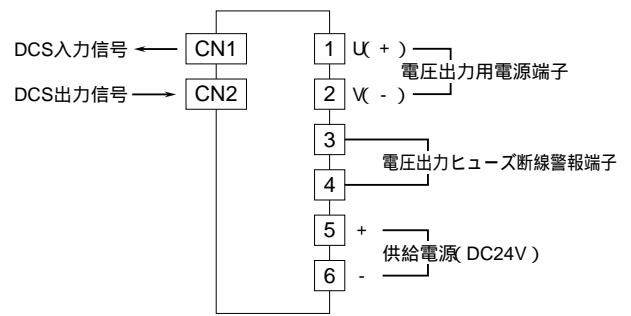 DCS入力信号 CN1 1 U( + )
電圧出力用電源端子
DCS出力信号 CN2 2 V( - )
3
電圧出力ヒューズ断線警報端子
4
5 +
供給電源( DC24V )
6 -